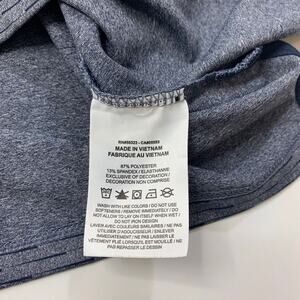 MADE IN VIETNAM
FABRIQUE AU VIETNAM
87% POLYESTER
13% SPANDEX / ELASTHANNE
EXCLUSIVE OF DECORATION /
DECORATION NON INCLUSE
WASH WITH LIKE COLORS / DO NOT USE
SOFTENERS / REMOVE IMMEDIATELY / DO
NOT ALLOW TO LAY ON ITSELF WHEN WET /
DO NOT IRON DESIGN
LAVER AVEC COULEURS SIMILAIRES / NE PAS
UTILISER D'ADOUCISSEUR / ENLEVER
IMMÉDIATEMENT / NE PAS LAISSER LE
VÊTEMENT PLIÉ LORSQU'IL EST MOUILLÉ / NE
PAS REPASSER LE DESSIN